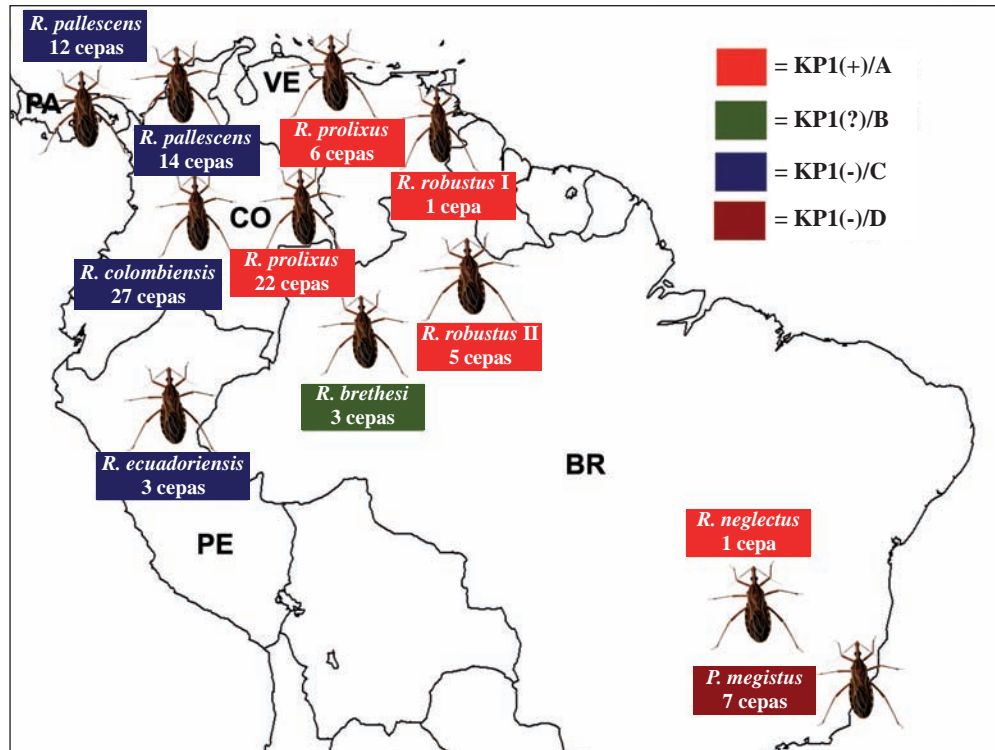 R. pallescens
12 cepas
PA
VE
R. pallescens
14 cepas
R. prolixus
6 cepas
R. robustus I
1 cepa
CO
R. colombiensis
27 cepas
R. prolixus
22 cepas
R. robustus II
5 cepas
R. brethesi
3 cepas
R. ecuadoriensis
3 cepas
BR
PE
R. neglectus
1 cepa
P. megistus
7 cepas
= KP1(+)/A
= KP1(?)/B
= KP1(-)/C
= KP1(-)/D